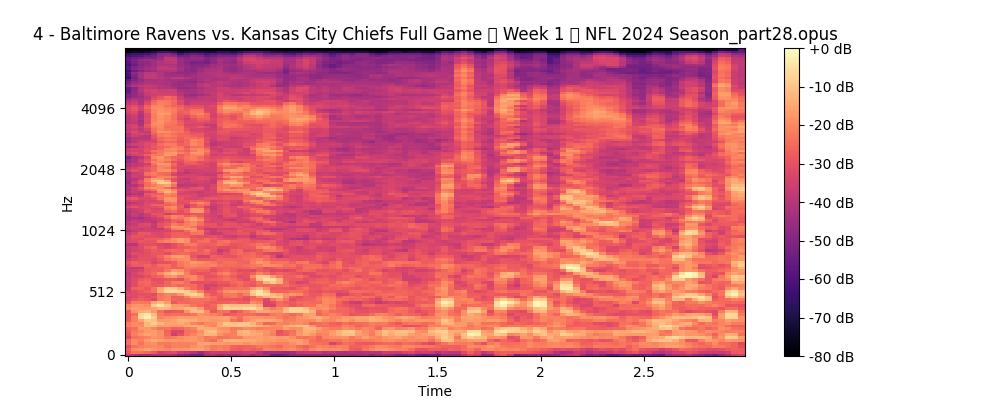 4 - Baltimore Ravens vs. Kansas City Chiefs Full Game ▯ Week 1 ▯ NFL 2024 Season_part28.opus
+0 dB
-10 dB
-20 dB
-30 dB
-40 dB
-50 dB
-60 dB
-70 dB
-80 dB
4096
2048
1024
512
0
Hz
0
0.5
1
1.5
2
2.5
Time